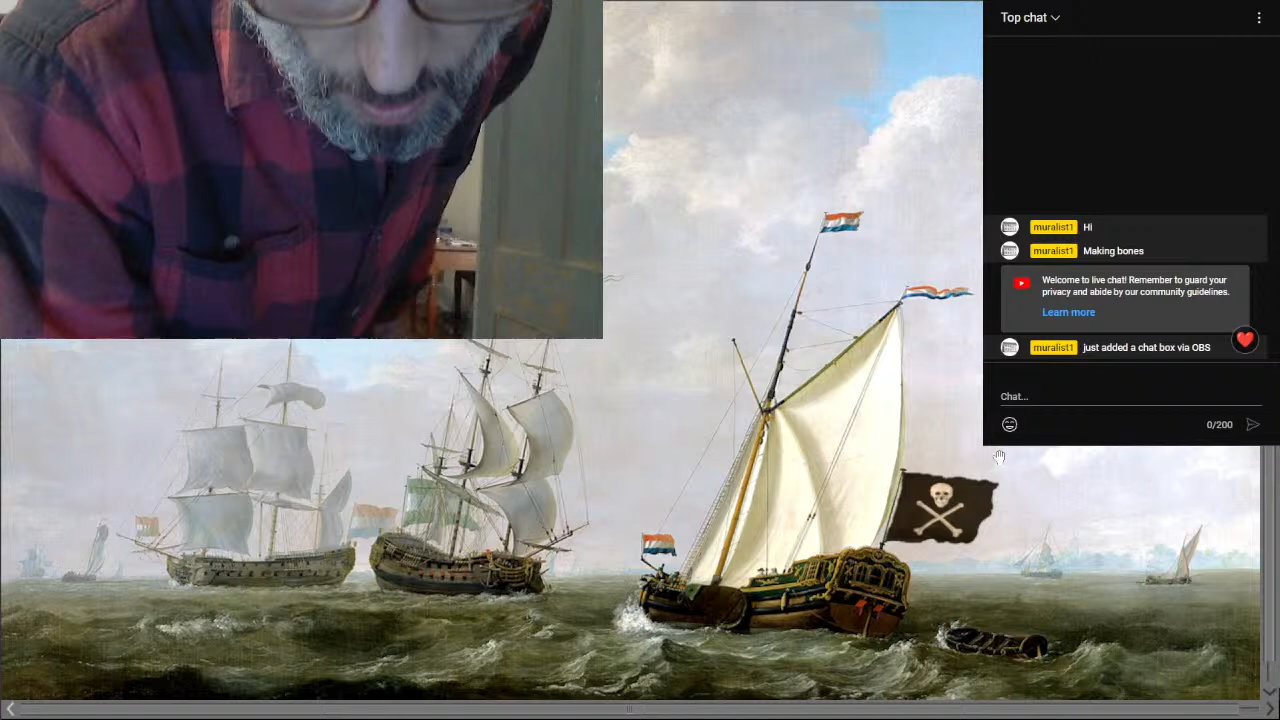 Top chat
muralist1 Hi
muralist1 Making bones
Welcome to live chat! Remember to guard your
privacy and abide by our community guidelines.
Learn more
muralist1 just added a chat box via OBS
Chat...
0/200